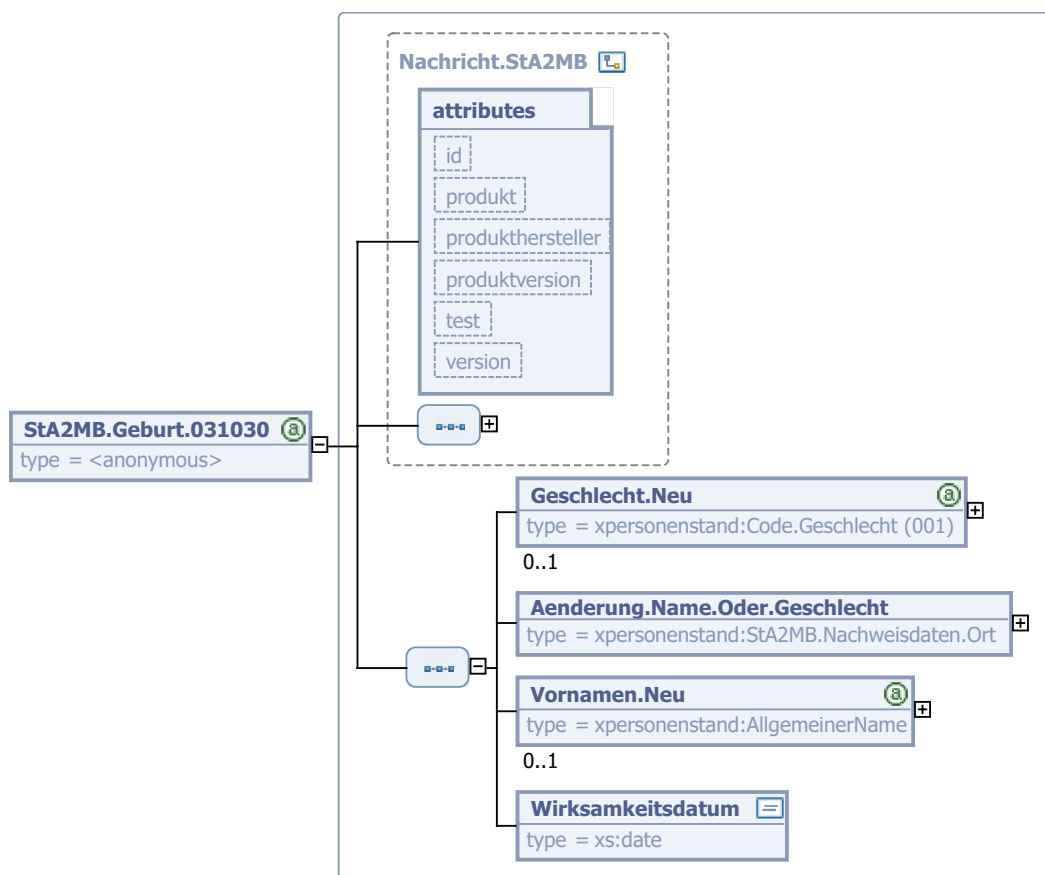 Nachricht.StA2MB
attributes
id
produkt
produkthersteller
produktversion
test
version
StA2MB.Geburt.031030
type = <anonymous>
Geschlecht.Neu
type = xpersonenstand:Code.Geschlecht (001)
0..1
Aenderung.Name.Oder.Geschlecht
type = xpersonenstand:StA2MB.Nachweisdaten.Ort
Vornamen.Neu
type = xpersonenstand:AllgemeinerName
0..1
Wirksamkeitsdatum
type = xs:date